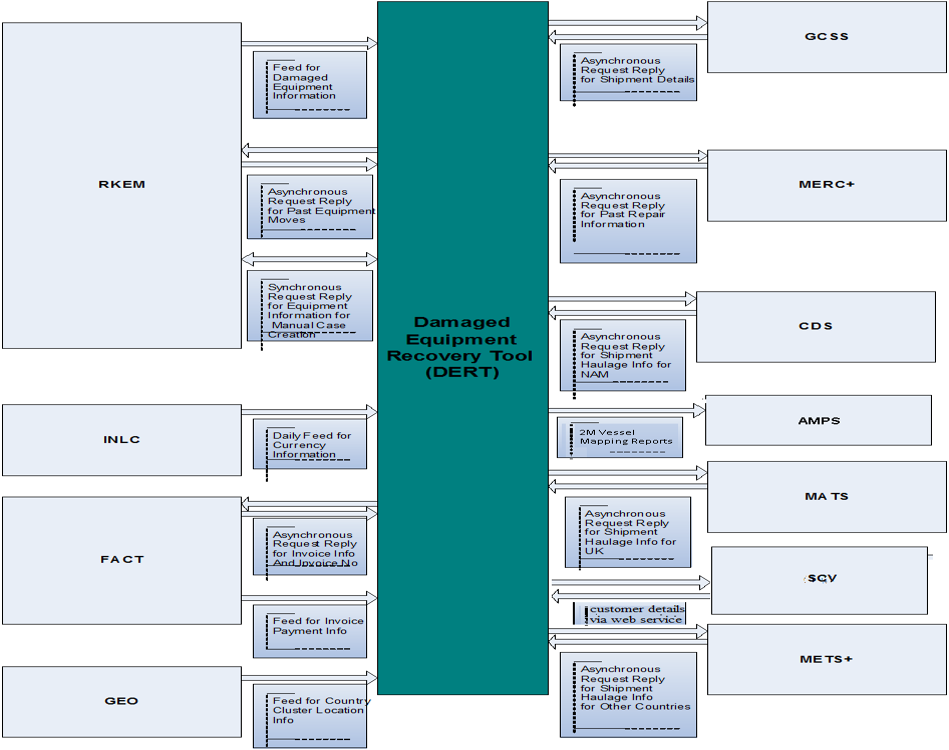 RKEM
Feed for
Damaged
Equipment
Information
Asynchronous
Request Reply
for Past Equipment
Moves
Synchronous
Request Reply
for Equipment
Information for
Manual Case
Creation
INLC
Daily Feed for
Currency
Information
FACT
Asynchronous
Request Reply
for Invoice Info
And Invoice No
Feed for Invoice
Payment Info
GEO
Feed for Country
Cluster Location
Info
Damaged
Equipment
Recovery Tool
(DERT)
GCSS
Asynchronous
Request Reply
for Shipment Details
MERC+
Asynchronous
Request Reply
for Past Repair
Information
CDS
Asynchronous
Request Reply
for Shipment
Haulage Info for
NAM
AMPS
2M Vessel
Mapping Reports
MATS
Asynchronous
Request Reply
for Shipment
Haulage Info for
UK
SCV
customer details
via web service
METS+
Asynchronous
Request Reply
for Shipment
Haulage Info
for Other Countries